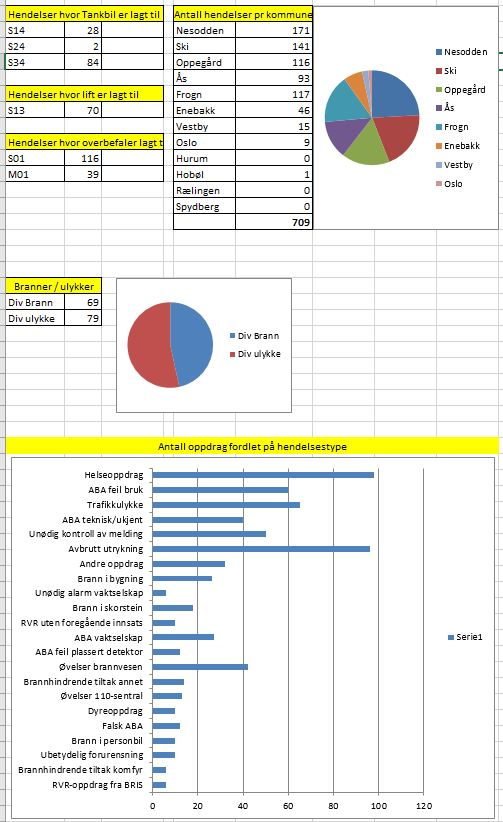 Hendelser hvor Tankbil er lagt til
S14 28
S24 2
S34 84
Hendelser hvor lift er lagt til
S13 70
Hendelser hvor overbefaler lagt t
S01 116
M01 39
Antall hendelser pr kommune
Nesodden 171
Ski 141
Oppegård 116
Ås 93
Frogn 117
Enebakk 46
Vestby 15
Oslo 9
Hurum 0
Hobøl 1
Rælingen 0
Spydberg 0
709
Nesodden
Ski
Oppegård
Ås
Frogn
Enebakk
Vestby
Oslo
Branner / ulykker
Div Brann 69
Div ulykke 79
Div Brann
Div ulykke
Antall oppdrag fordlet på hendelsestype
Helseoppdrag
ABA feil bruk
Trafikkulykke
ABA teknisk/ukjent
Unødig kontroll av melding
Avbrutt utrykning
Andre oppdrag
Brann i bygning
Unødig alarm vaktselskap
Brann i skorstein
RVR uten foregående innsats
ABA vaktselskap
ABA feil plassert detektor
Øvelser brannvesen
Brannhindrende tiltak annet
Øvelser 110-sentral
Dyreoppdrag
Falsk ABA
Brann i personbil
Ubetydelig forurensning
Brannhindrende tiltak komfyr
RVR-oppdrag fra BRIS
Serie1
0 20 40 60 80 100 120